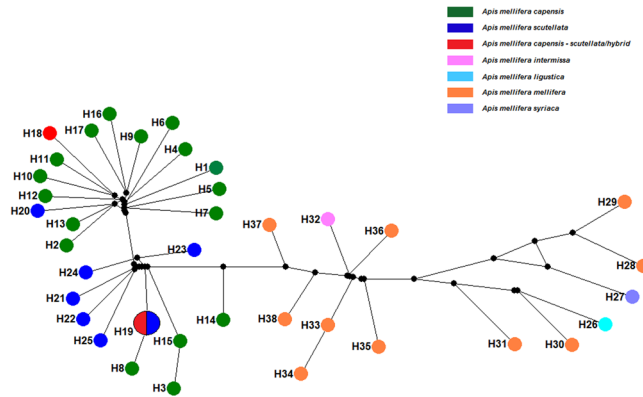 Apis mellifera capensis
Apis mellifera scutellata
Apis mellifera capensis - scutellata/hybrid
Apis mellifera intermissa
Apis mellifera ligustica
Apis mellifera mellifera
Apis mellifera syriaca
H16
H6
H17
H9
H18
H4
H11
H1
H10
H5
H12
H20
H7
H13
H2
H29
H37
H32
H36
H23
H24
H28
H21
H27
H22
H19
H14
H38
H33
H26
H25
H15
H35
H31
H30
H8
H34
H3